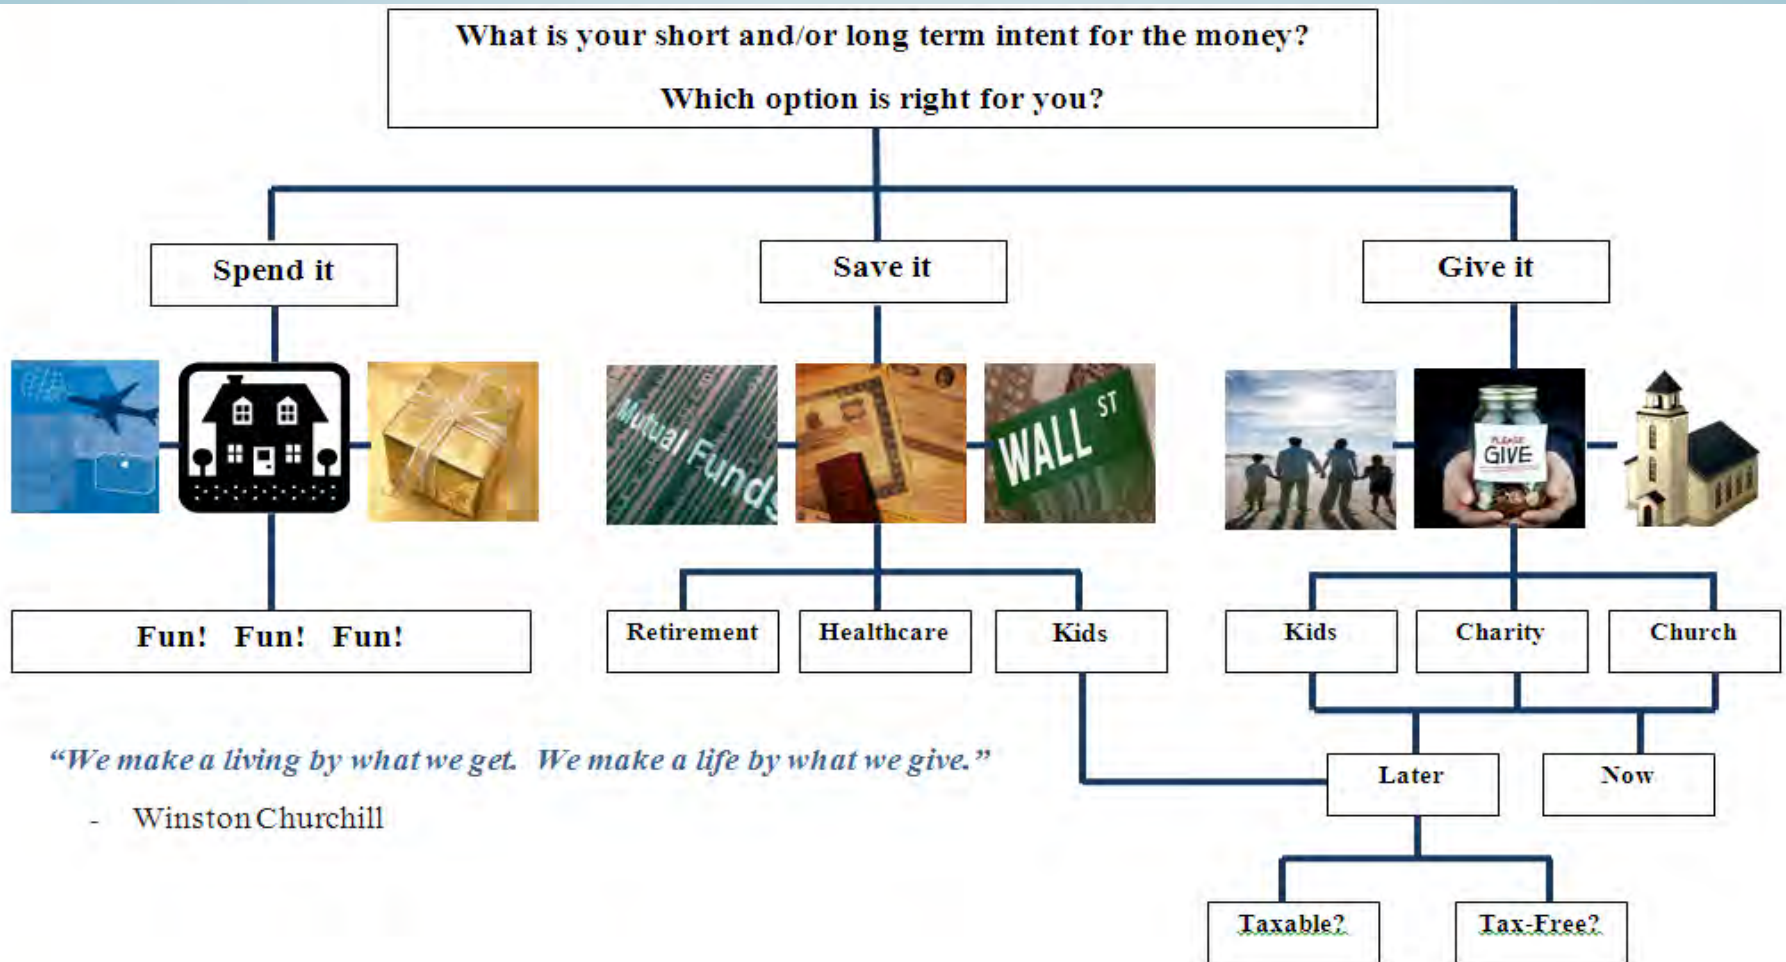 What is your short and/or long term intent for the money?
Which option is right for you?
Spend it
Save it
Give it
Mutual Funds
WALL ST
PLEASE
GIVE
Fun! Fun! Fun!
Retirement
Healthcare
Kids
Kids
Charity
Church
“We make a living by what we get. We make a life by what we give.”
- Winston Churchill
Later
Now
Taxable?
Tax-Free?